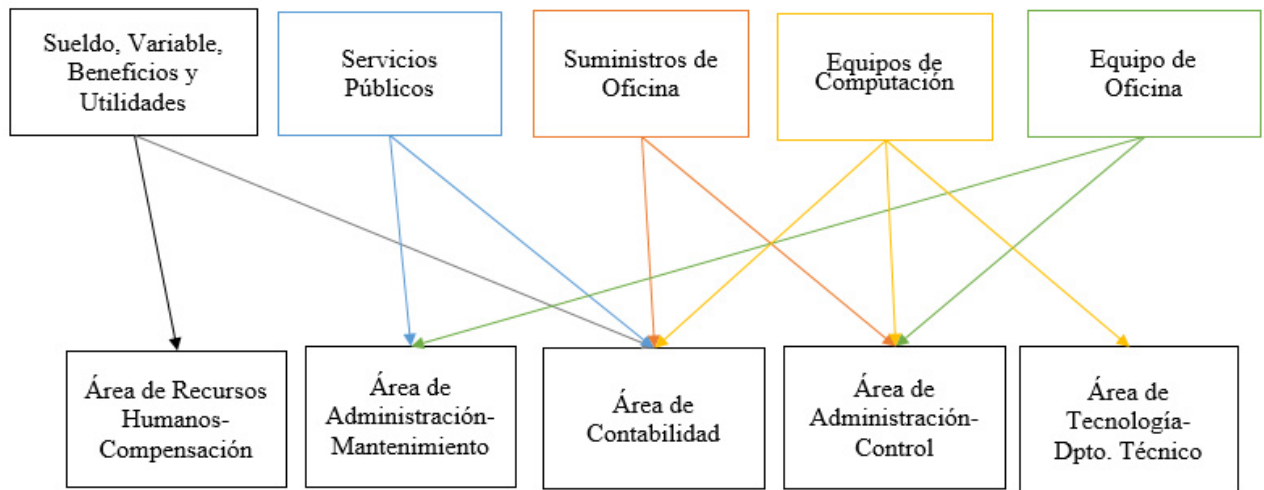 Sueldo, Variable,
Beneficios y
Utilidades
Servicios
Públicos
Suministros de
Oficina
Equipos de
Computación
Equipo de
Oficina
Área de Recursos
Humanos-
Compensación
Área de
Administración-
Mantenimiento
Área de
Contabilidad
Área de
Administración-
Control
Área de
Tecnología-
Dpto. Técnico